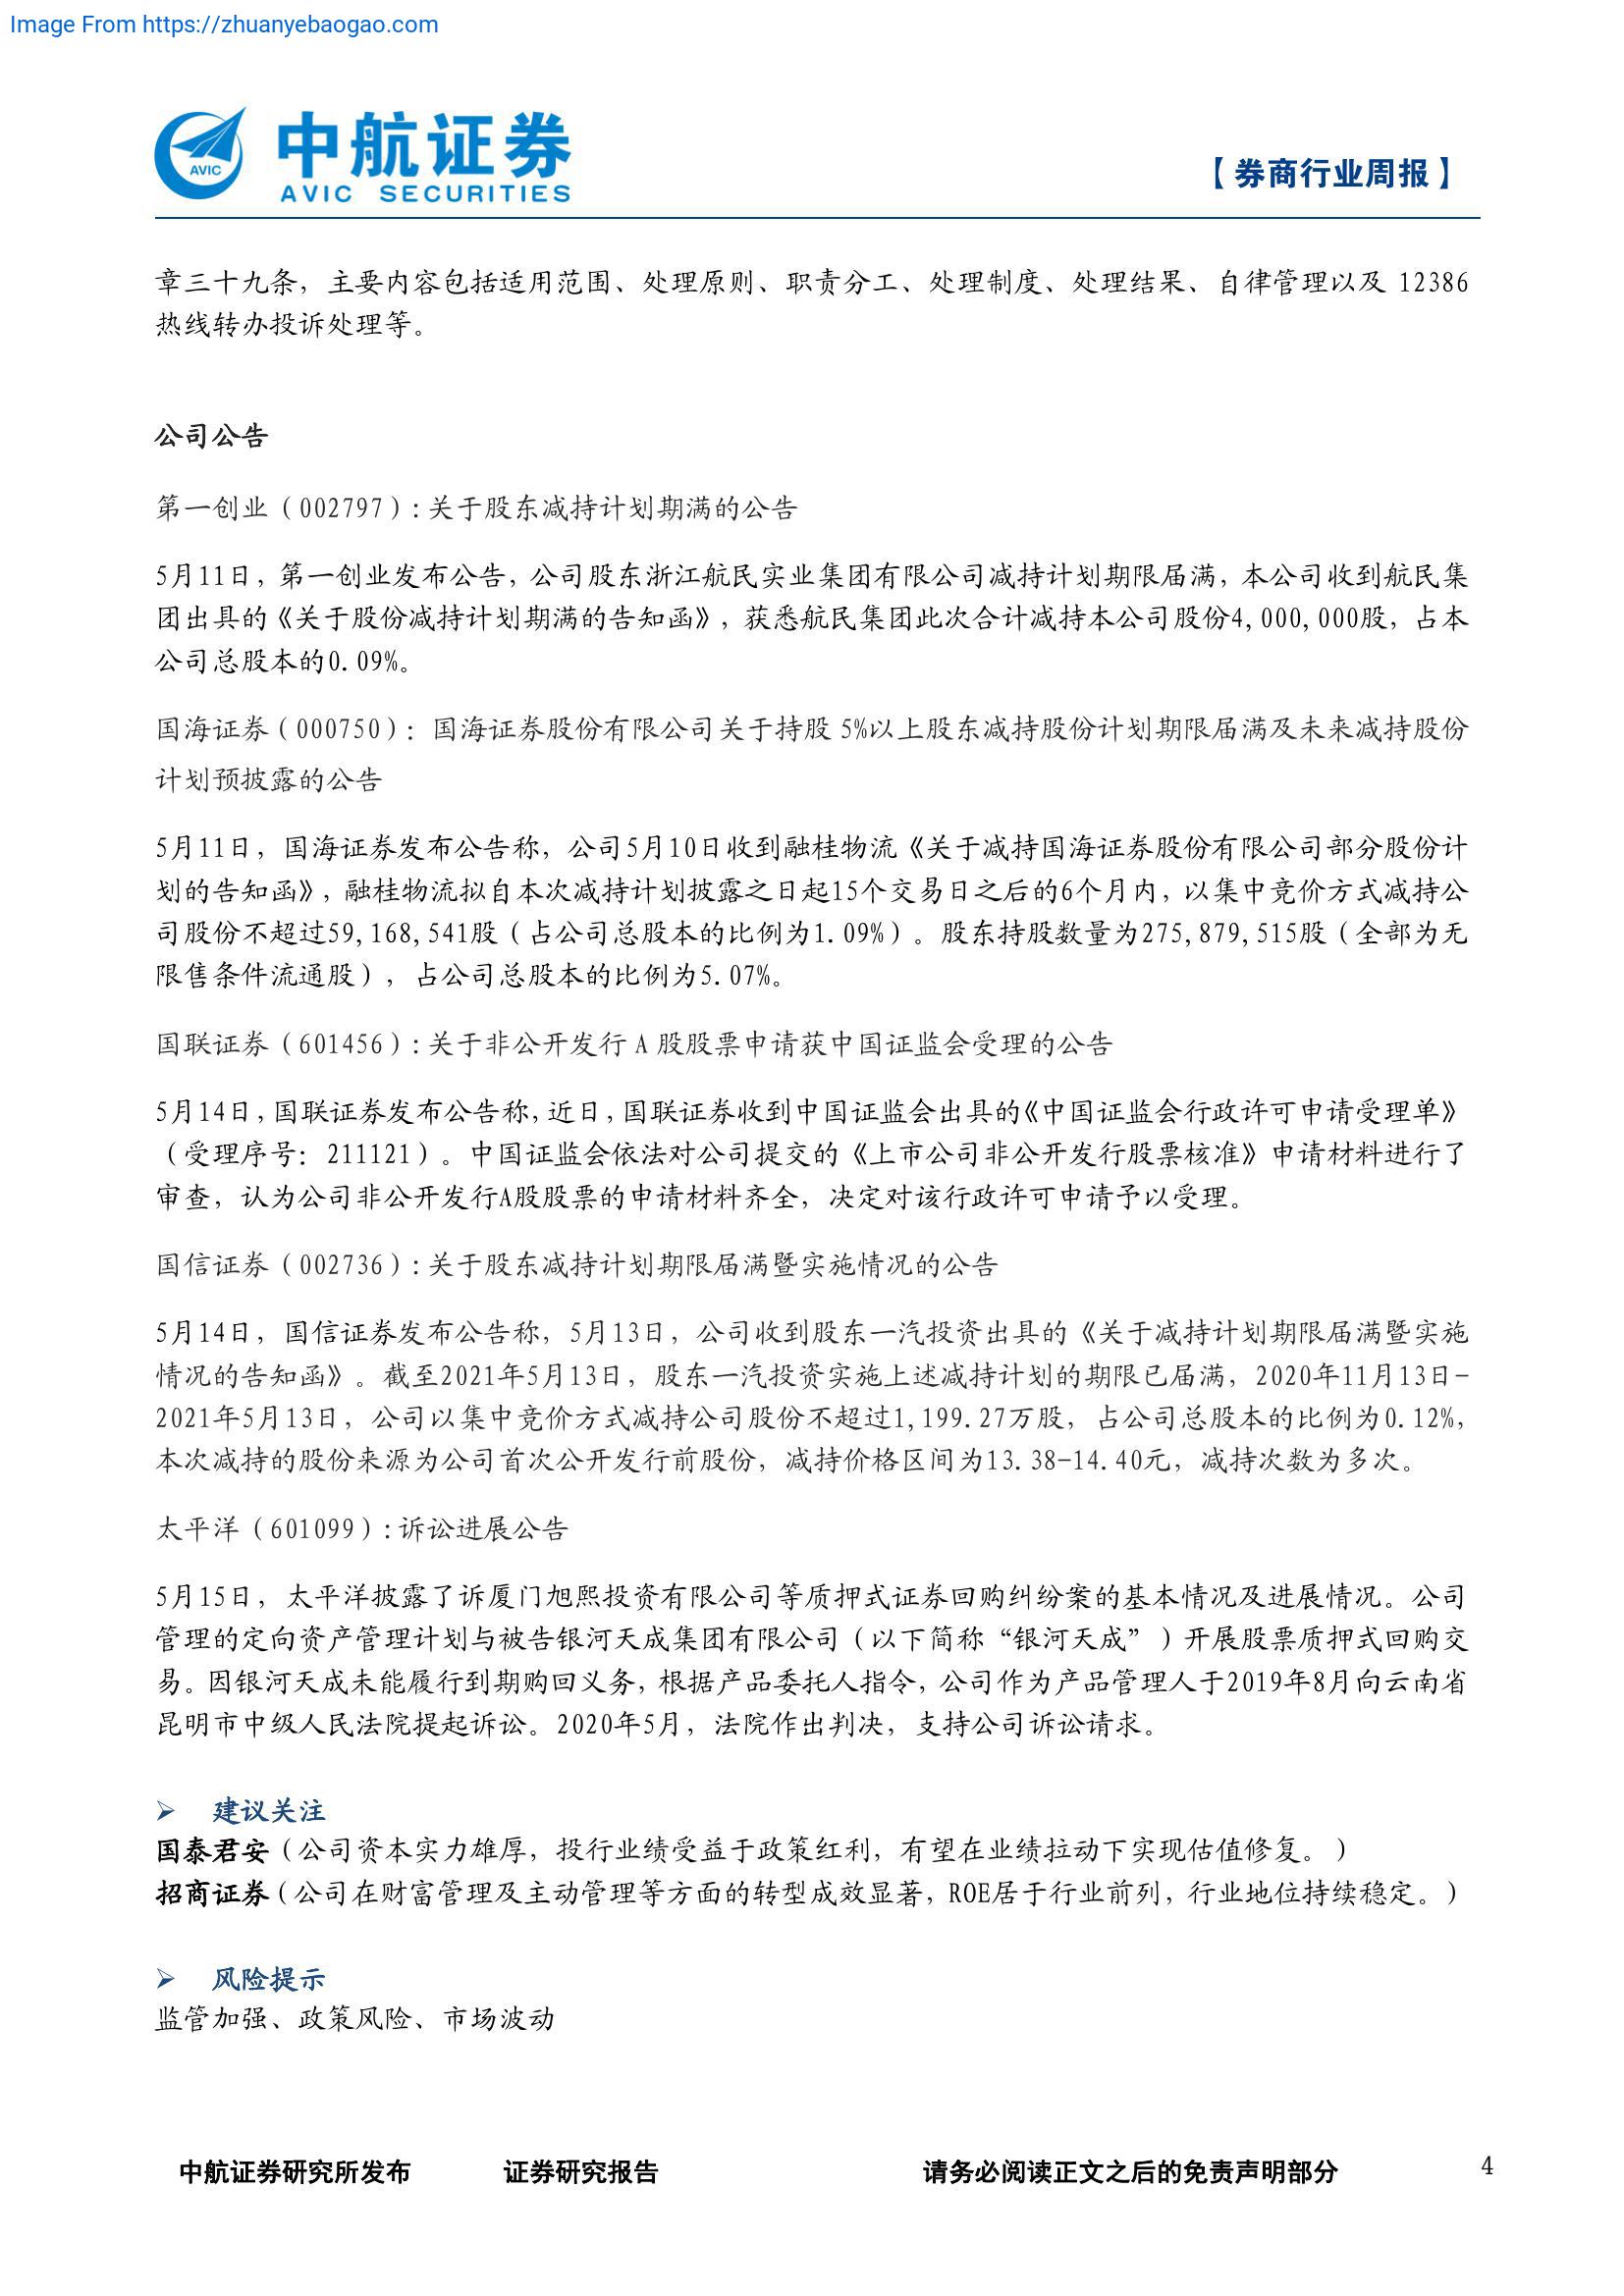 Image From https://zhuanyebaogao.com
AVIC
中航证券
AVIC SECURITIES
【券商行业周报】
章三十九条，主要内容包括适用范围、处理原则、职责分工、处理制度、处理结果、自律管理以及 12386
热线转办投诉处理等。
公司公告
第一创业（002797）:关于股东减持计划期满的公告
5月11日，第一创业发布公告，公司股东浙江航民实业集团有限公司减持计划期限届满，本公司收到航民集
团出具的《关于股份减持计划期满的告知函》，获悉航民集团此次合计减持本公司股份4,000,000股，占本
公司总股本的0.09%。
国海证券（000750）：国海证券股份有限公司关于持股 5%以上股东减持股份计划期限届满及未来减持股份
计划预披露的公告
5月11日，国海证券发布公告称，公司5月10日收到融桂物流《关于减持国海证券股份有限公司部分股份计
划的告知函》，融桂物流拟自本次减持计划披露之日起15个交易日之后的6个月内，以集中竞价方式减持公
司股份不超过59,168,541股（占公司总股本的比例为1.09%）。股东持股数量为275,879,515股（全部为无
限售条件流通股），占公司总股本的比例为5.07%。
国联证券（601456）:关于非公开发行 A 股股票申请获中国证监会受理的公告
5月14日，国联证券发布公告称，近日，国联证券收到中国证监会出具的《中国证监会行政许可申请受理单》
（受理序号：211121）。中国证监会依法对公司提交的《上市公司非公开发行股票核准》申请材料进行了
审查，认为公司非公开发行A股股票的申请材料齐全，决定对该行政许可申请予以受理。
国信证券（002736）:关于股东减持计划期限届满暨实施情况的公告
5月14日，国信证券发布公告称，5月13日，公司收到股东一汽投资出具的《关于减持计划期限届满暨实施
情况的告知函》。截至2021年5月13日，股东一汽投资实施上述减持计划的期限已届满，2020年11月13日-
2021年5月13日，公司以集中竞价方式减持公司股份不超过1,199.27万股，占公司总股本的比例为0.12%，
本次减持的股份来源为公司首次公开发行前股份，减持价格区间为13.38-14.40元，减持次数为多次。
太平洋（601099）:诉讼进展公告
5月15日，太平洋披露了诉厦门旭熙投资有限公司等质押式证券回购纠纷案的基本情况及进展情况。公司
管理的定向资产管理计划与被告银河天成集团有限公司（以下简称“银河天成”）开展股票质押式回购交
易。因银河天成未能履行到期购回义务，根据产品委托人指令，公司作为产品管理人于2019年8月向云南省
昆明市中级人民法院提起诉讼。2020年5月，法院作出判决，支持公司诉讼请求。
➢ 建议关注
国泰君安（公司资本实力雄厚，投行业绩受益于政策红利，有望在业绩拉动下实现估值修复。）
招商证券（公司在财富管理及主动管理等方面的转型成效显著，ROE居于行业前列，行业地位持续稳定。）
➢ 风险提示
监管加强、政策风险、市场波动
中航证券研究所发布 证券研究报告 请务必阅读正文之后的免责声明部分 4